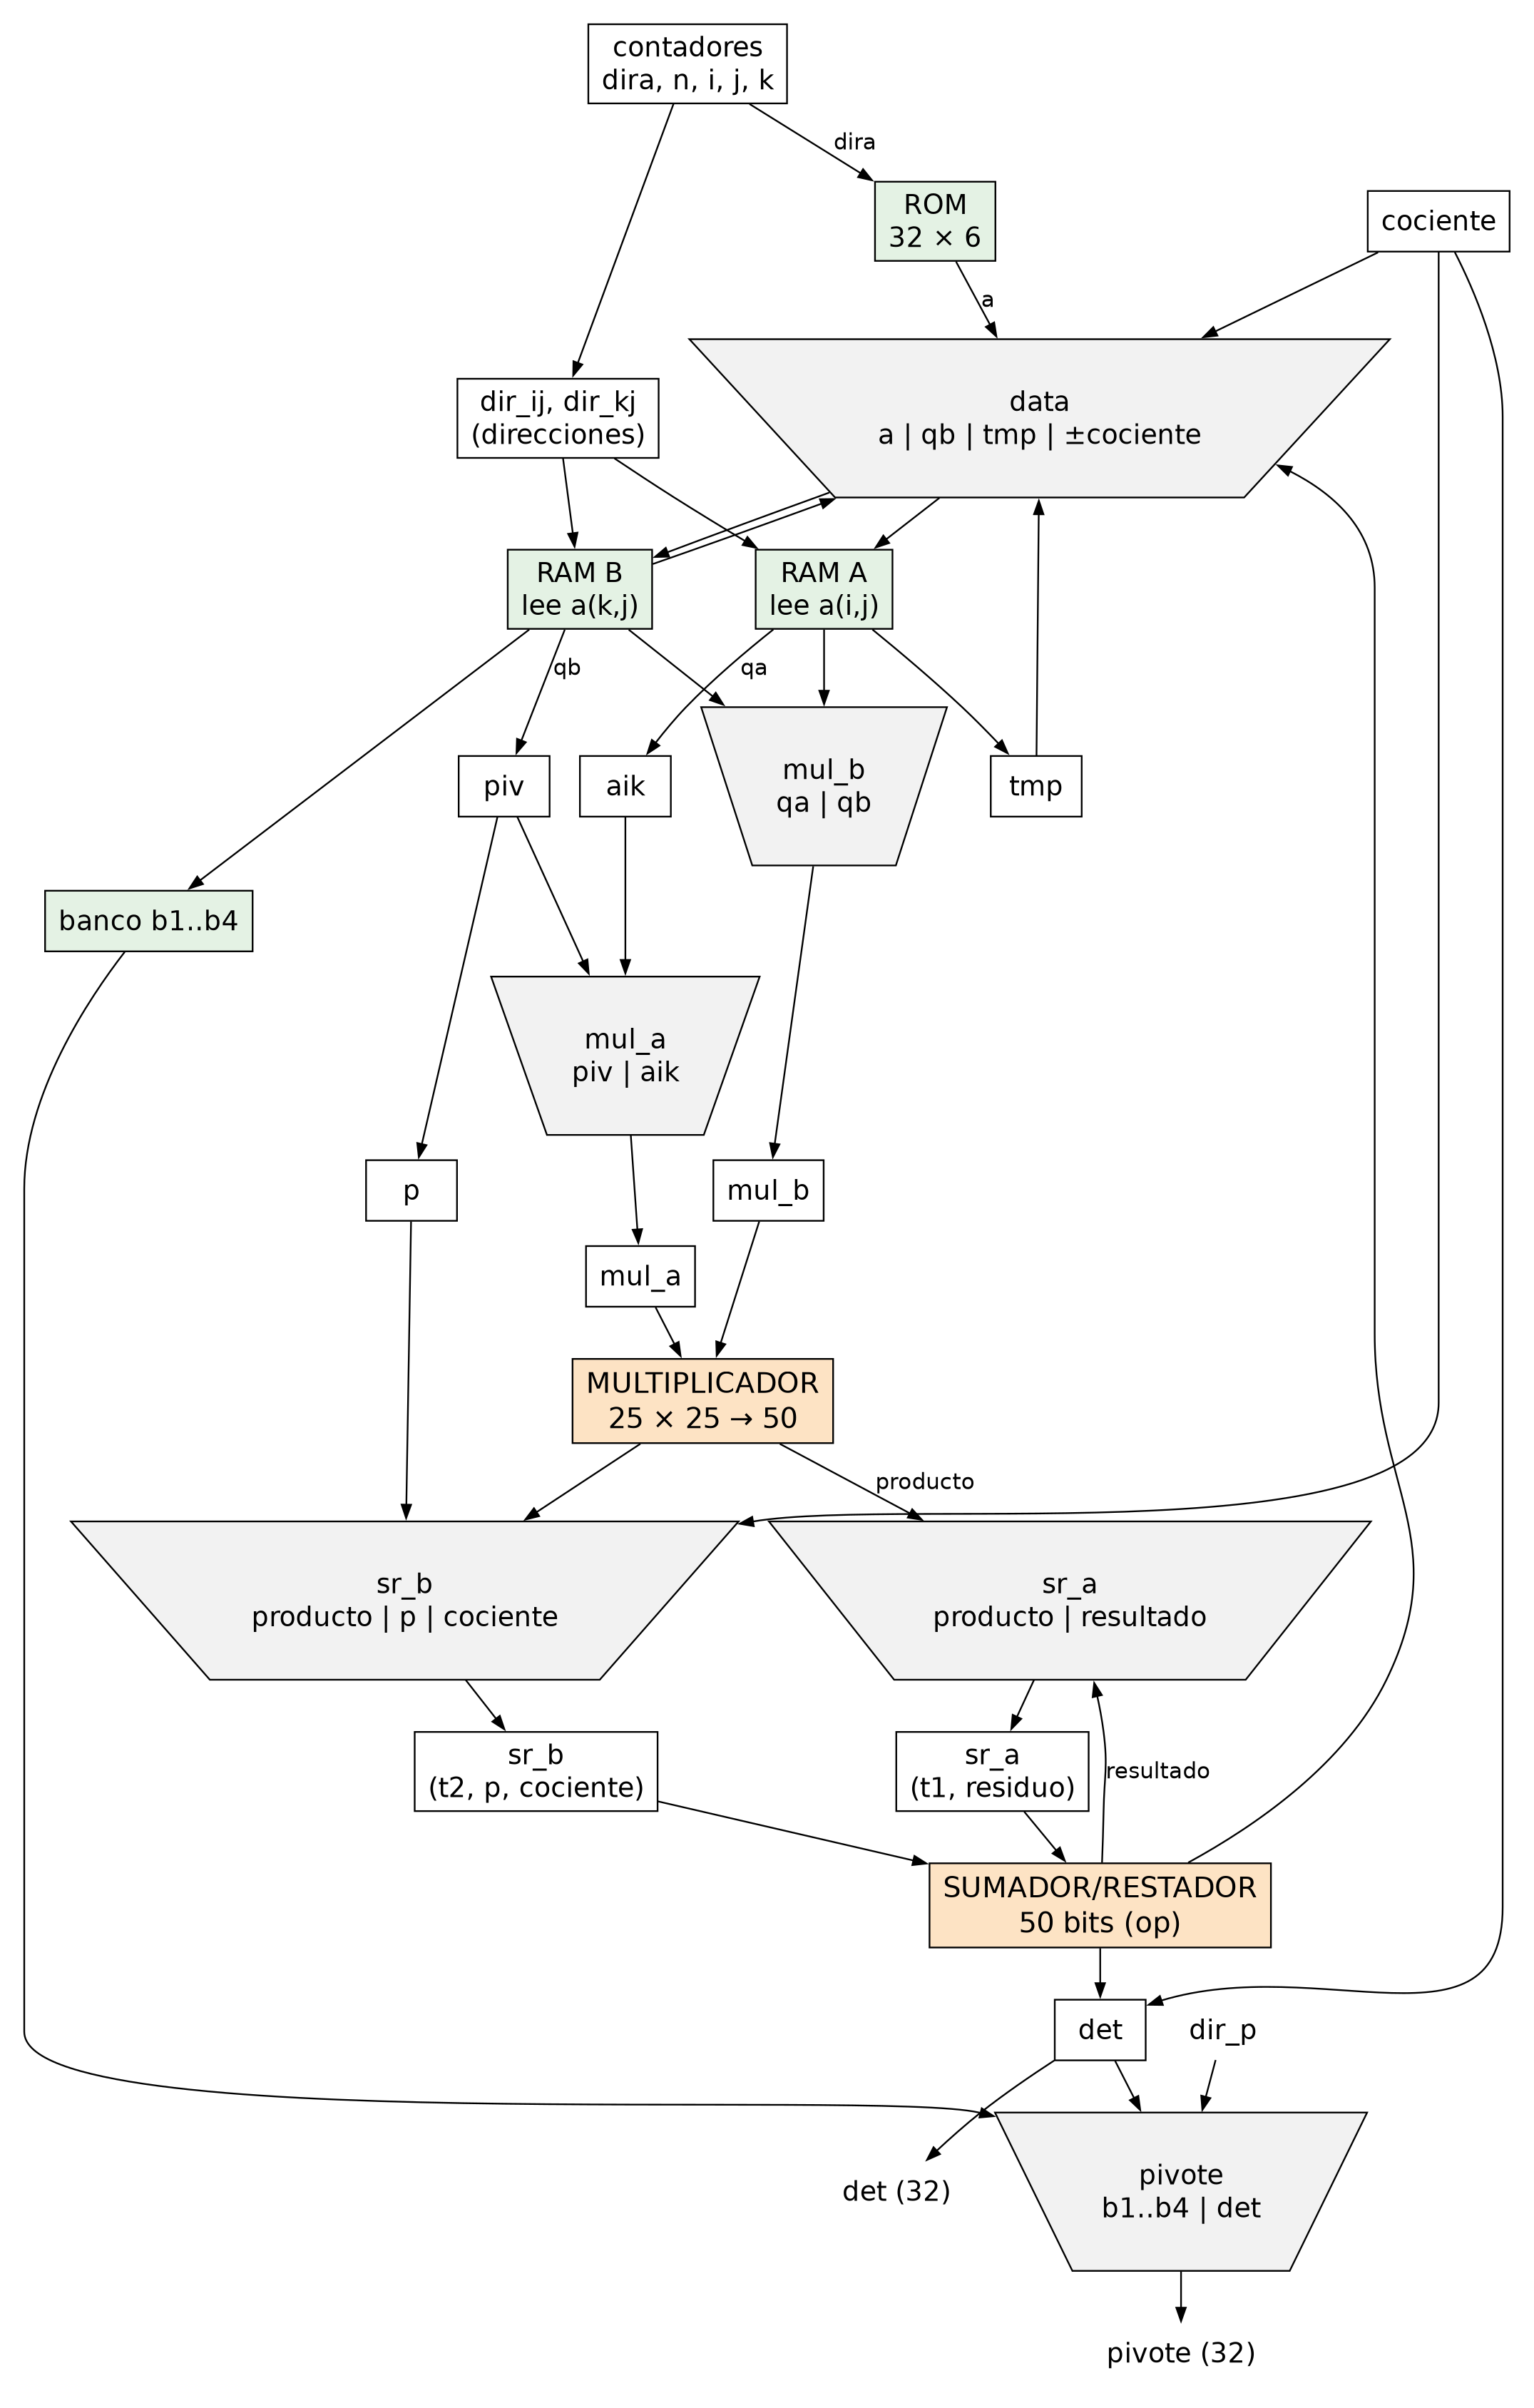 contadores
dira, n, i, j, k
dira
ROM
32 × 6
cociente
a
dir_ij, dir_kj
(direcciones)
data
a | qb | tmp | ±cociente
RAM B
lee a(k,j)
RAM A
lee a(i,j)
qb
qa
piv
aik
mul_b
qa | qb
tmp
banco b1..b4
mul_a
piv | aik
p
mul_b
mul_a
MULTIPLICADOR
25 × 25 → 50
producto
sr_b
producto | p | cociente
sr_a
producto | resultado
sr_b
(t2, p, cociente)
sr_a
(t1, residuo)
resultado
SUMADOR/RESTADOR
50 bits (op)
det
dir_p
det (32)
pivote
b1..b4 | det
pivote (32)